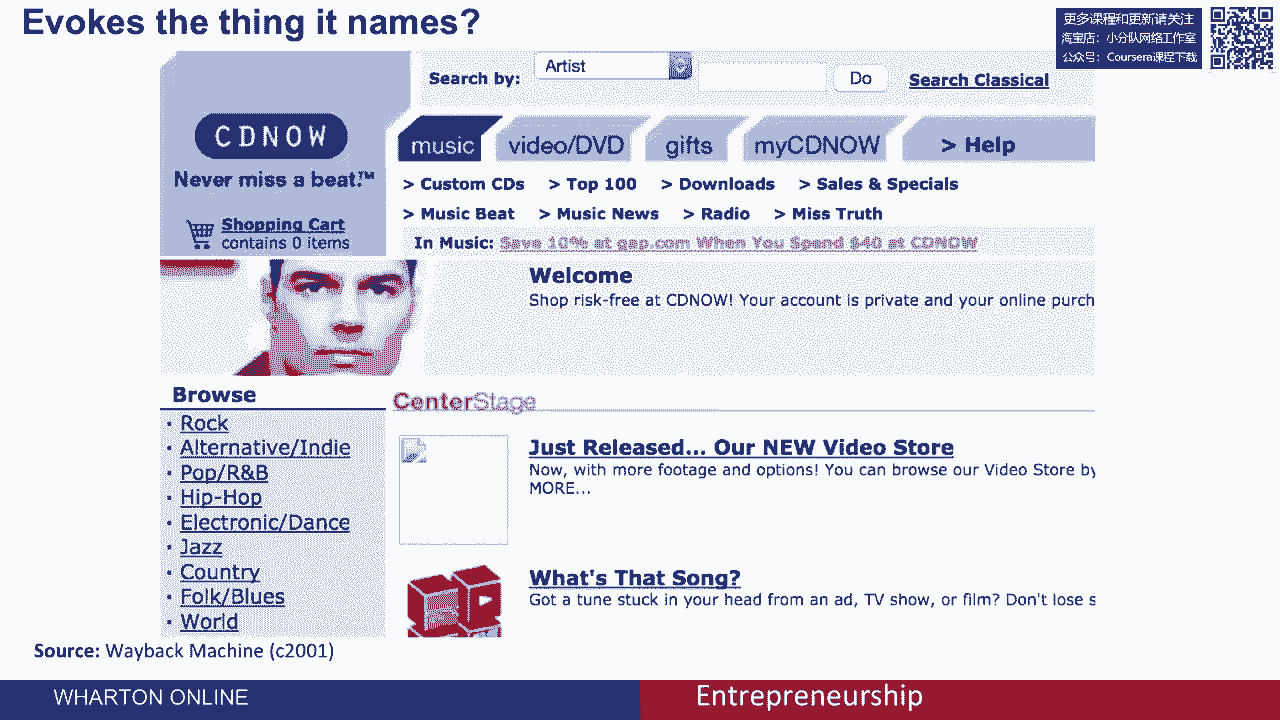 Evokes the thing it names?
更多课程和更新请关注
淘宝店：小分队网络工作室
公众号：Coursera课程下载
Search by: Artist Do Search Classical
CDNOW
Never miss a beat.™
Shopping Cart
contains 0 items
music video/DVD gifts myCDNOW > Help
> Custom CDs > Top 100 > Downloads > Sales & Specials
> Music Beat > Music News > Radio > Miss Truth
In Music: Save 10% at gap.com When You Spend $40 at CDNOW
Welcome
Shop risk-free at CDNOW! Your account is private and your online purch
Browse
· Rock
· Alternative/Indie
· Pop/R&B
· Hip-Hop
· Electronic/Dance
· Jazz
· Country
· Folk/Blues
· World
CenterStage
Just Released... Our NEW Video Store
Now, with more footage and options! You can browse our Video Store by
MORE...
What's That Song?
Got a tune stuck in your head from an ad, TV show, or film? Don't lose s
Source: Wayback Machine (c2001)
WHARTON ONLINE
Entrepreneurship